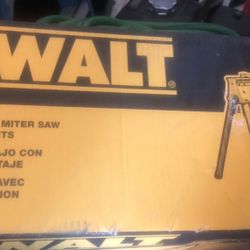 WALT®
MITER SAW
TS
AJO CON
TAJE
AVEC
ION
WALT